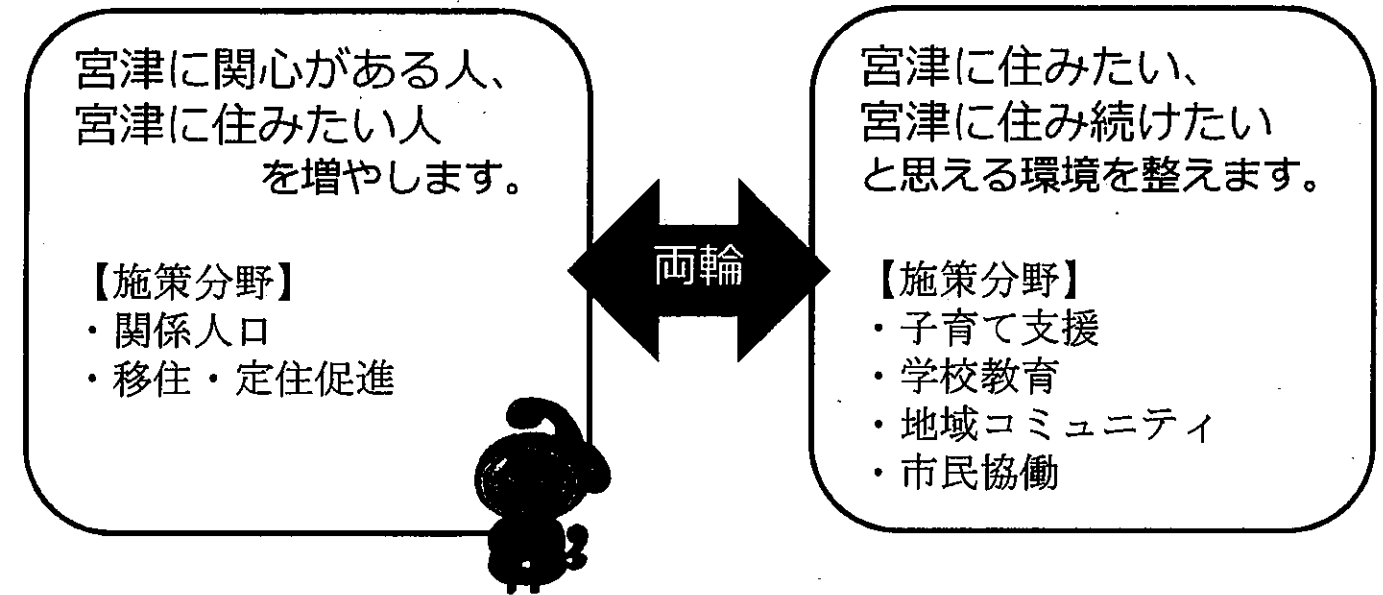 宮津に関心がある人、
宮津に住みたい人
を増やします。
【施策分野】
・関係人口
・移住・定住促進
両輪
宮津に住みたい、
宮津に住み続けたい
と思える環境を整えます。
【施策分野】
・子育て支援
・学校教育
・地域コミュニティ
・市民協働